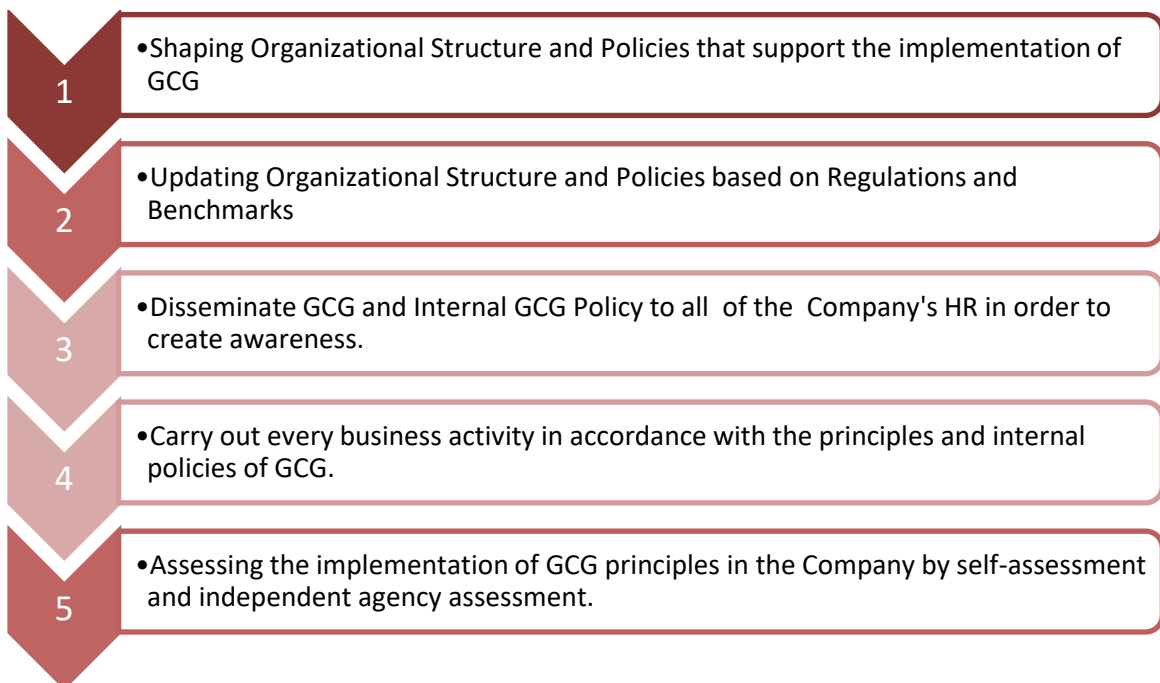 1
•Shaping Organizational Structure and Policies that support the implementation of
GCG
2
•Updating Organizational Structure and Policies based on Regulations and
Benchmarks
3
•Disseminate GCG and Internal GCG Policy to all of the Company's HR in order to
create awareness.
4
•Carry out every business activity in accordance with the principles and internal
policies of GCG.
5
•Assessing the implementation of GCG principles in the Company by self-assessment
and independent agency assessment.